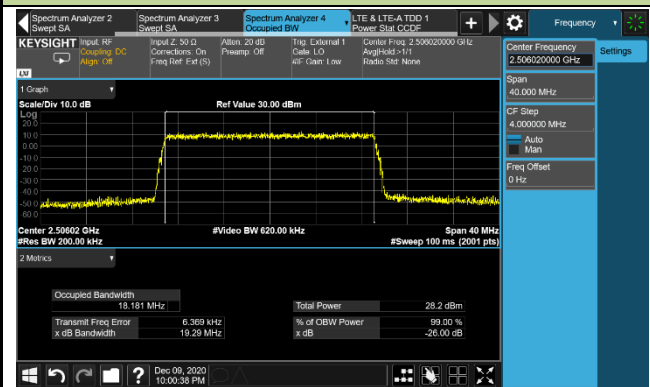 Spectrum Analyzer 2
Swept SA
Spectrum Analyzer 3
Swept SA
Spectrum Analyzer 4
Occupied BW
LTE & LTE-A TDD 1
Power Stat CCDF
Frequency
KEYSIGHT
Input: RF
Coupling: DC
Align: Off
Input Z: 50 Ω
Corrections: On
Freq Ref: Ext (S)
Atten: 20 dB
Preamp: Off
Trig: External 1
Gate: LO
#IF Gain: Low
Center Freq: 2.506020000 GHz
Avg|Hold:>1/1
Radio Std: None
LXI
Center Frequency
2.506020000 GHz
Settings
Span
40.000 MHz
CF Step
4.000000 MHz
Auto
Man
Freq Offset
0 Hz
1 Graph
Scale/Div 10.0 dB
Ref Value 30.00 dBm
Log
20.0
10.0
0.00
-10.0
-20.0
-30.0
-40.0
-50.0
-60.0
Center 2.50602 GHz
#Video BW 620.00 kHz
Span 40 MHz
#Res BW 200.00 kHz
#Sweep 100 ms (2001 pts)
2 Metrics
Occupied Bandwidth
18.181 MHz
Total Power
28.2 dBm
Transmit Freq Error
6.369 kHz
% of OBW Power
99.00 %
x dB Bandwidth
19.29 MHz
x dB
-26.00 dB
?
Dec 09, 2020
10:00:38 PM